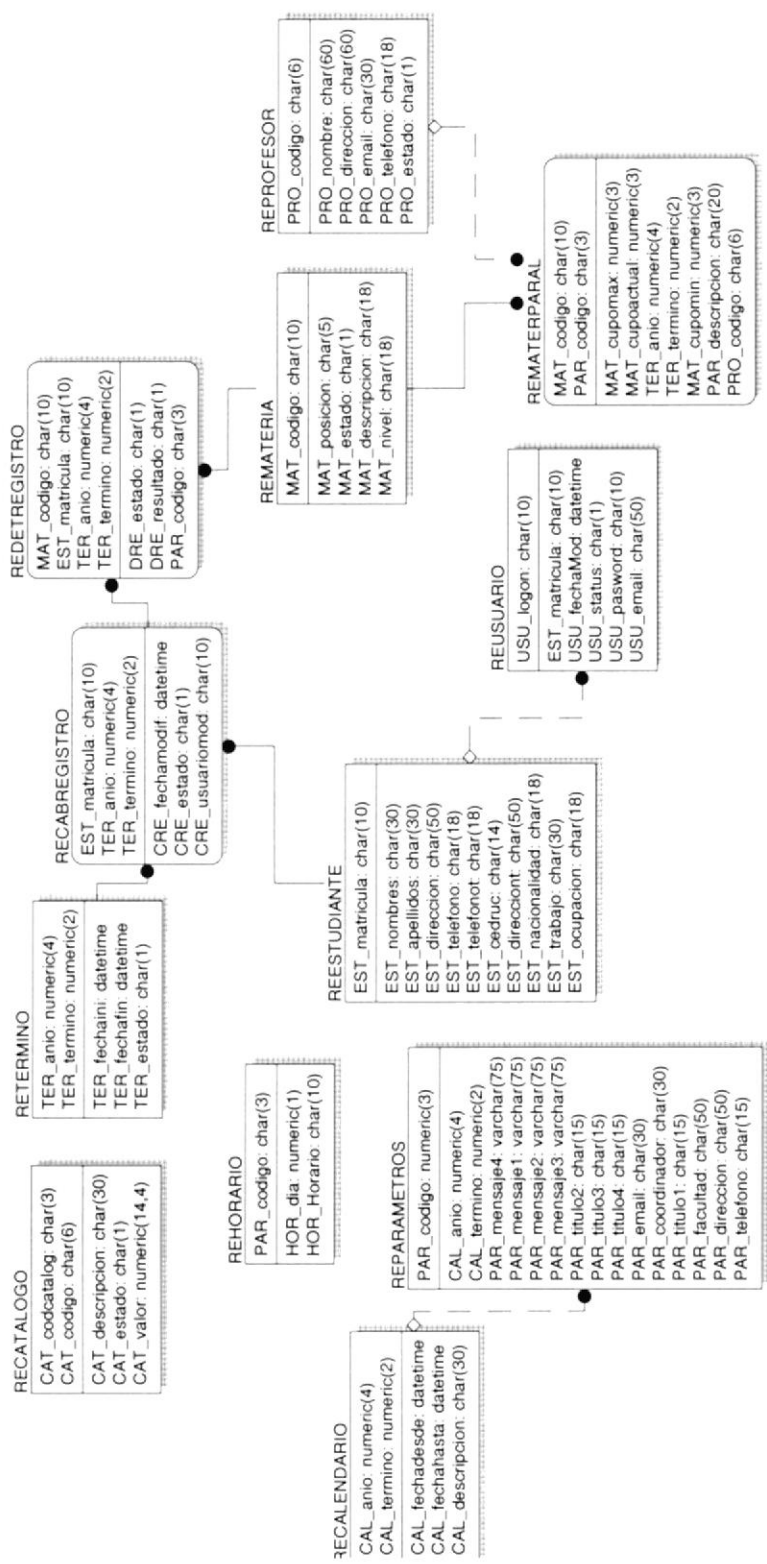 RECATALOGO
CAT_codcatalog: char(3)
CAT_codigo: char(6)
CAT_descripcion: char(30)
CAT_estado: char(1)
CAT_valor: numeric(14,4)
RETERMINO
TER_anio: numeric(4)
TER_termino: numeric(2)
TER_fechaini: datetime
TER_fechafin: datetime
TER_estado: char(1)
RECABREGISTRO
EST_matricula: char(10)
TER_anio: numeric(4)
TER_termino: numeric(2)
CRE_fechamodif: datetime
CRE_estado: char(1)
CRE_usuariomod: char(10)
REDETREGISTRO
MAT_codigo: char(10)
EST_matricula: char(10)
TER_anio: numeric(4)
TER_termino: numeric(2)
DRE_estado: char(1)
DRE_resultado: char(1)
PAR_codigo: char(3)
REHORARIO
PAR_codigo: char(3)
HOR_dia: numeric(1)
HOR_Horario: char(10)
REMATERIA
MAT_codigo: char(10)
MAT_posicion: char(5)
MAT_estado: char(1)
MAT_descripcion: char(18)
MAT_nivel: char(18)
REPROFESOR
PRO_codigo: char(6)
PRO_nombre: char(60)
PRO_direccion: char(60)
PRO_email: char(30)
PRO_telefono: char(18)
PRO_estado: char(1)
RECALENDARIO
CAL_anio: numeric(4)
CAL_termino: numeric(2)
CAL_fechadesde: datetime
CAL_fechahasta: datetime
CAL_descripcion: char(30)
REPARAMETROS
PAR_codigo: numeric(3)
CAL_anio: numeric(4)
CAL_termino: numeric(2)
PAR_mensaje4: varchar(75)
PAR_mensaje1: varchar(75)
PAR_mensaje2: varchar(75)
PAR_mensaje3: varchar(75)
PAR_titulo2: char(15)
PAR_titulo3: char(15)
PAR_titulo4: char(15)
PAR_email: char(30)
PAR_coordinador: char(30)
PAR_titulo1: char(15)
PAR_facultad: char(50)
PAR_direccion: char(50)
PAR_telefono: char(15)
REESTUDIANTE
EST_matricula: char(10)
EST_nombres: char(30)
EST_apellidos: char(30)
EST_direccion: char(50)
EST_telefono: char(18)
EST_telefonot: char(18)
EST_cedruc: char(14)
EST_direcciont: char(50)
EST_nacionalidad: char(18)
EST_trabajo: char(30)
EST_ocupacion: char(18)
REUSUARIO
USU_logon: char(10)
EST_matricula: char(10)
USU_fechaMod: datetime
USU_status: char(1)
USU_pasword: char(10)
USU_email: char(50)
REMATERPARAL
MAT_codigo: char(10)
PAR_codigo: char(3)
MAT_cupomax: numeric(3)
MAT_cupoactual: numeric(3)
TER_anio: numeric(4)
TER_termino: numeric(2)
MAT_cupomin: numeric(3)
PAR_descripcion: char(20)
PRO_codigo: char(6)